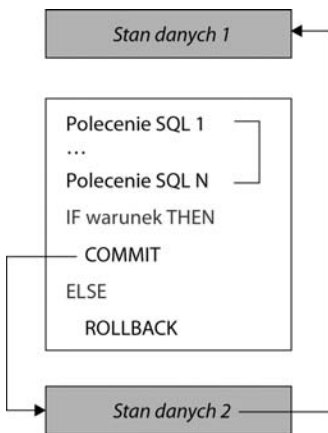 Stan danych 1
Polecenie SQL 1
...
Polecenie SQL N
IF warunek THEN
COMMIT
ELSE
ROLLBACK
Stan danych 2